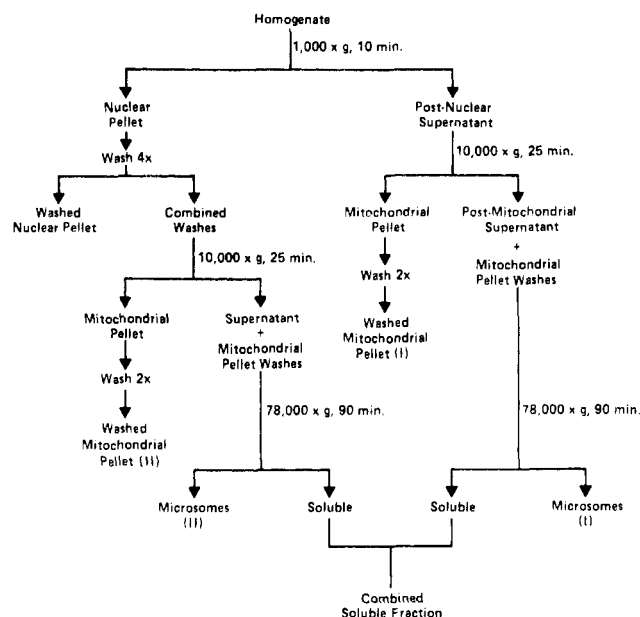 Homogenate
1,000 x g, 10 min.
Nuclear
Pellet
Post-Nuclear
Supernatant
Wash 4x
10,000 x g, 25 min.
Washed
Nuclear Pellet
Combined
Washes
Mitochondrial
Pellet
Post-Mitochondrial
Supernatant
+
Mitochondrial
Pellet Washes
10,000 x g, 25 min.
Wash 2x
Mitochondrial
Pellet
Supernatant
+
Mitochondrial
Pellet Washes
Washed
Mitochondrial
Pellet (I)
Wash 2x
78,000 x g, 90 min.
78,000 x g, 90 min.
Washed
Mitochondrial
Pellet (II)
Microsomes
(II)
Soluble
Soluble
Microsomes
(I)
Combined
Soluble Fraction